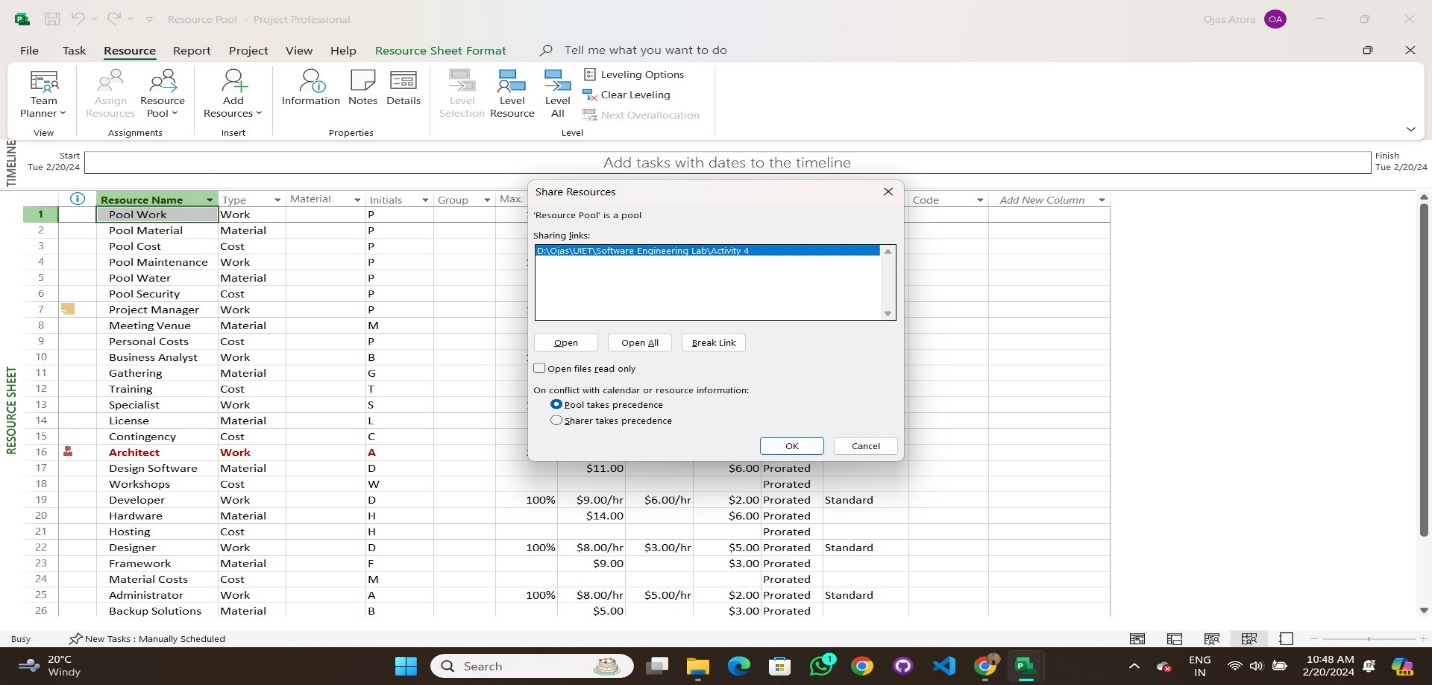 Resource Pool - Project Professional
Ojas Arora OA
File Task Resource Report Project View Help Resource Sheet Format Tell me what you want to do
Team Planner
View
Assign Resources
Resource Pool
Assignments
Add Resources
Insert
Information
Notes
Details
Properties
Level Selection
Level Resource
Level All
Leveling Options
Clear Leveling
Next Overallocation
Level
TIMELINE
Start
Tue 2/20/24
Add tasks with dates to the timeline
Finish
Tue 2/20/24
RESOURCE SHEET
Resource Name Type Material Initials Group Max. Code Add New Column
1 Pool Work Work P
2 Pool Material Material P
3 Pool Cost Cost P
4 Pool Maintenance Work P
5 Pool Water Material P
6 Pool Security Cost P
7 Project Manager Work P
8 Meeting Venue Material M
9 Personal Costs Cost P
10 Business Analyst Work B
11 Gathering Material G
12 Training Cost T
13 Specialist Work S
14 License Material L
15 Contingency Cost C
16 Architect Work A
17 Design Software Material D $11.00 $6.00 Prorated
18 Workshops Cost W Prorated
19 Developer Work D 100% $9.00/hr $6.00/hr $2.00 Prorated Standard
20 Hardware Material H $14.00 $6.00 Prorated
21 Hosting Cost H Prorated
22 Designer Work D 100% $8.00/hr $3.00/hr $5.00 Prorated Standard
23 Framework Material F $9.00 $3.00 Prorated
24 Material Costs Cost M Prorated
25 Administrator Work A 100% $8.00/hr $5.00/hr $2.00 Prorated Standard
26 Backup Solutions Material B $5.00 $3.00 Prorated
Share Resources
'Resource Pool' is a pool
Sharing links:
D:\Ojas\UIET\Software Engineering Lab\Activity 4
Open Open All Break Link
Open files read only
On conflict with calendar or resource information:
Pool takes precedence
Sharer takes precedence
OK Cancel
Busy New Tasks : Manually Scheduled
20°C
Windy
Search
1
ENG
IN
10:48 AM
2/20/2024
PRE